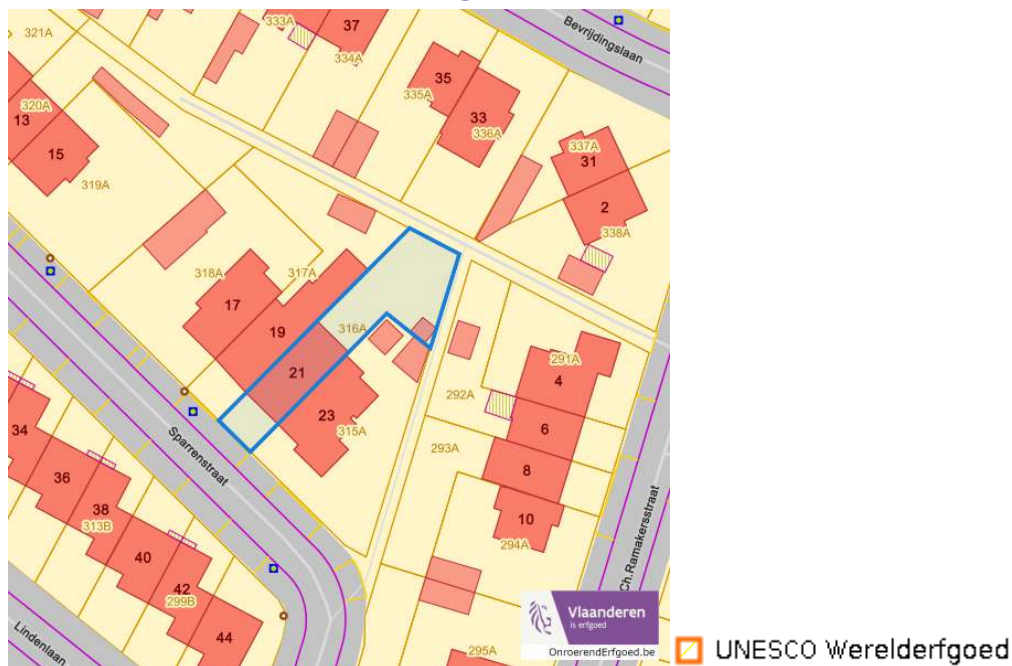 333A
37
Bevrijdingslaan
321A
334A
35
335A
33
320A
13
336A
337A
31
15
319A
2
338A
318A
317A
17
316A
19
291A
4
21
292A
23
6
34
315A
293A
Sparrenstraat
8
36
38
10
313B
294A
40
Ch.Ramakersstraat
42
299B
Vlaanderen
is erfgoed
Lindenlaan
44
295A
OnroerendErfgoed.be
UNESCO Werelderfgoed